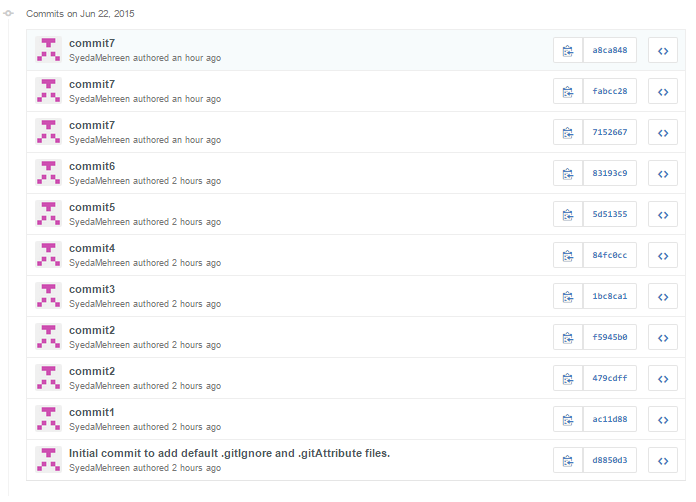 Commits on Jun 22, 2015
commit7
SyedaMehreen authored an hour ago
a8ca848
commit7
SyedaMehreen authored an hour ago
fabcc28
commit7
SyedaMehreen authored an hour ago
7152667
commit6
SyedaMehreen authored 2 hours ago
83193c9
commit5
SyedaMehreen authored 2 hours ago
5d51355
commit4
SyedaMehreen authored 2 hours ago
84fc0cc
commit3
SyedaMehreen authored 2 hours ago
1bc8ca1
commit2
SyedaMehreen authored 2 hours ago
f5945b0
commit2
SyedaMehreen authored 2 hours ago
479cdff
commit1
SyedaMehreen authored 2 hours ago
ac11d88
Initial commit to add default .gitIgnore and .gitAttribute files.
SyedaMehreen authored 2 hours ago
d8850d3